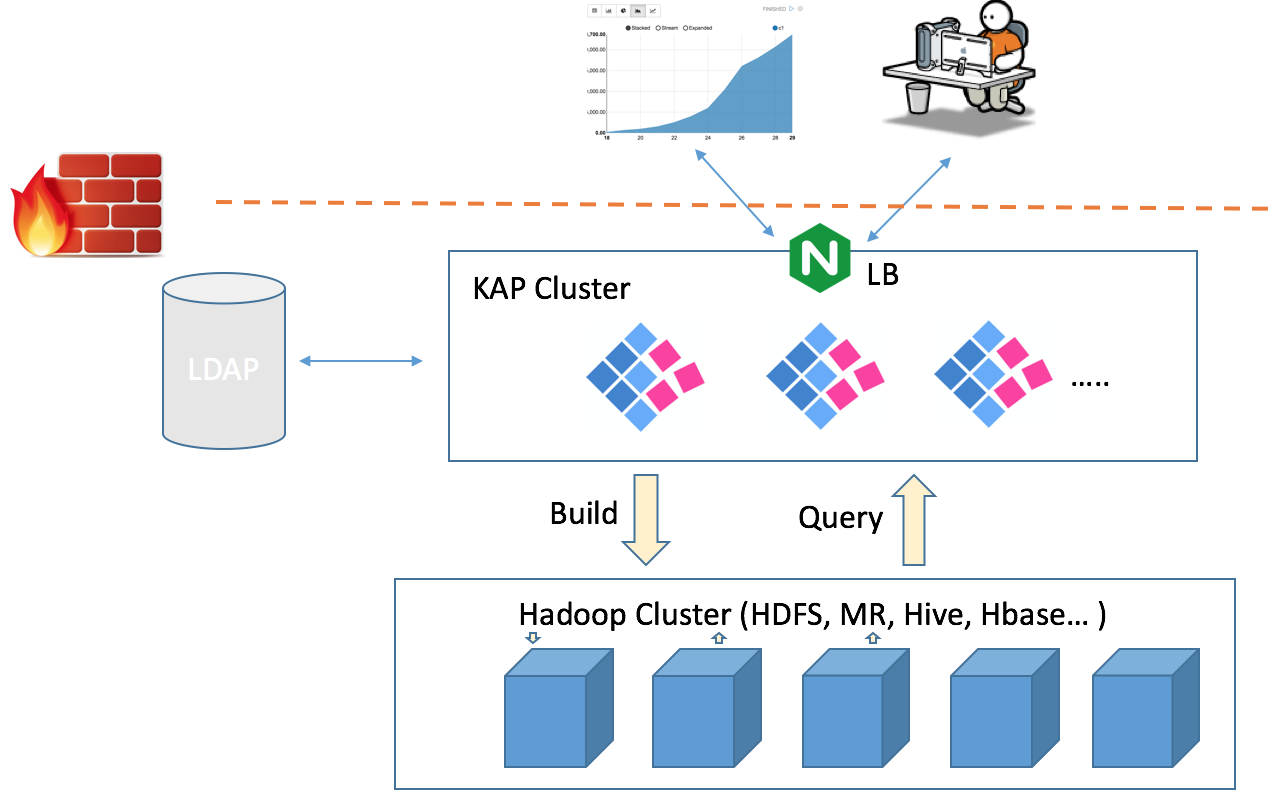 FINISHED
Stacked Stream Expanded c1
,700.00
,000.00
,000.00
,000.00
,000.00
0.00
18 20 22 24 26 28 29
N
LB
KAP Cluster
LDAP
.....
Build
Query
Hadoop Cluster (HDFS, MR, Hive, Hbase... )